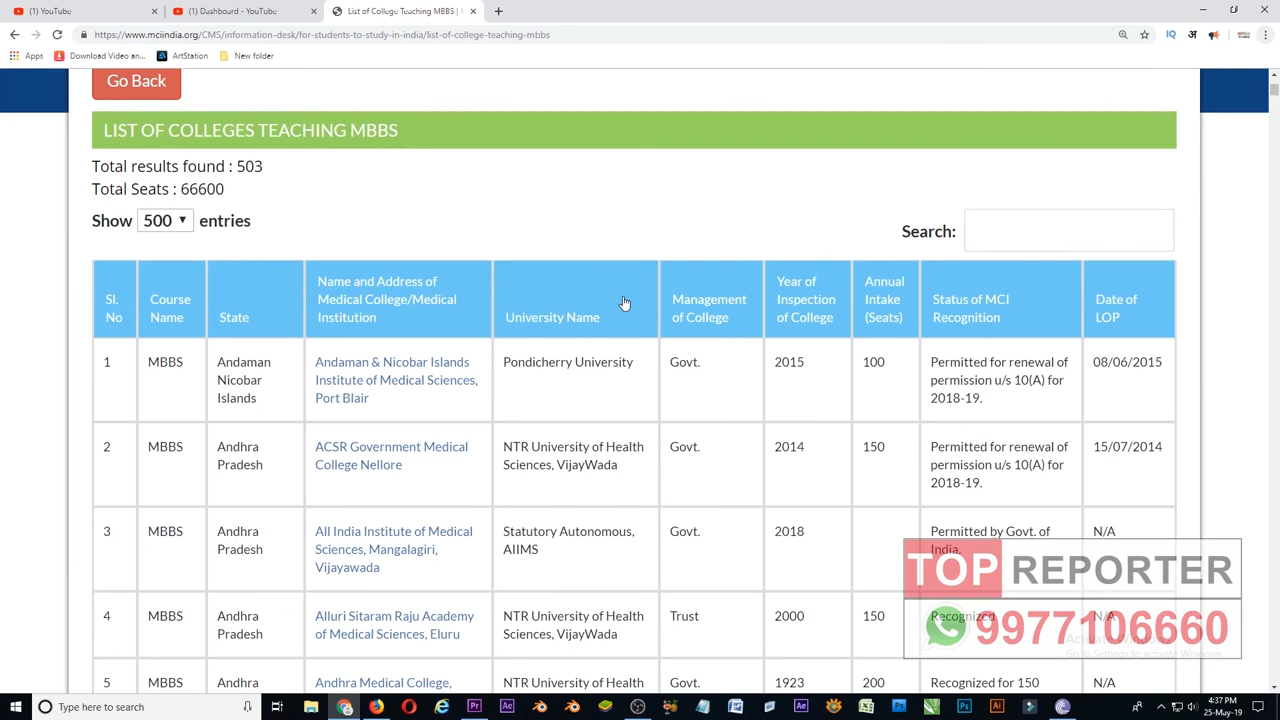 (1) YouTube
(1) Dashboard - YouTube
List of College Teaching MBBS |
https://www.mciindia.org/CMS/information-desk/for-students-to-study-in-india/list-of-college-teaching-mbbs
Apps
Download Video an...
ArtStation
New folder
Go Back
LIST OF COLLEGES TEACHING MBBS
Total results found : 503
Total Seats : 66600
Show 500 entries
Search:
Sl. No
Course Name
State
Name and Address of Medical College/Medical Institution
University Name
Management of College
Year of Inspection of College
Annual Intake (Seats)
Status of MCI Recognition
Date of LOP
1
MBBS
Andaman Nicobar Islands
Andaman & Nicobar Islands Institute of Medical Sciences, Port Blair
Pondicherry University
Govt.
2015
100
Permitted for renewal of permission u/s 10(A) for 2018-19.
08/06/2015
2
MBBS
Andhra Pradesh
ACSR Government Medical College Nellore
NTR University of Health Sciences, VijayWada
Govt.
2014
150
Permitted for renewal of permission u/s 10(A) for 2018-19.
15/07/2014
3
MBBS
Andhra Pradesh
All India Institute of Medical Sciences, Mangalagiri, Vijayawada
Statutory Autonomous, AIIMS
Govt.
2018
Permitted by Govt. of India.
N/A
4
MBBS
Andhra Pradesh
Alluri Sitaram Raju Academy of Medical Sciences, Eluru
NTR University of Health Sciences, VijayWada
Trust
2000
150
Recognized
N/A
5
MBBS
Andhra
Andhra Medical College,
NTR University of Health
Govt.
1923
200
Recognized for 150
N/A
TOP REPORTER
9977106660
Activate Windows
Go to Settings to activate Windows.
Type here to search
4:37 PM
25-May-19